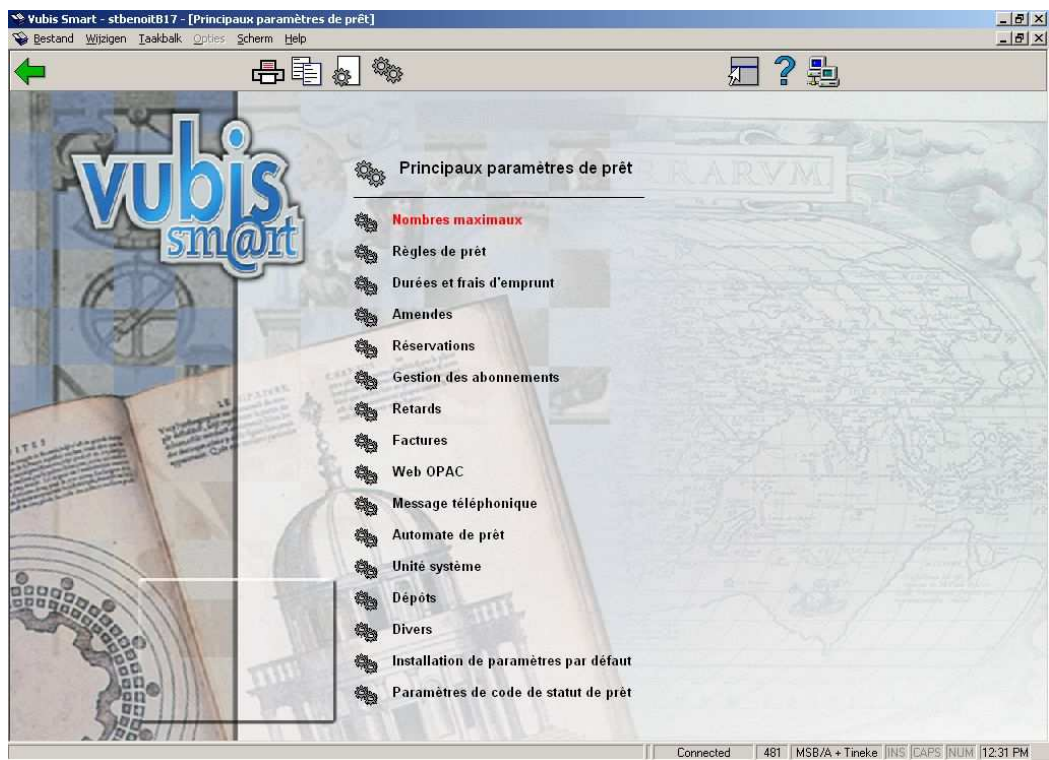 Vubis Smart - stbenoitB17 - [Principaux paramètres de prêt]
Bestand Wijzigen Taakbalk Opties Scherm Help
vubis
sm@rt
RARVM
Principaux paramètres de prêt
Nombres maximaux
Règles de prêt
Durées et frais d'emprunt
Amendes
Réservations
Gestion des abonnements
Retards
Factures
Web OPAC
Message téléphonique
Automate de prêt
Unité système
Dépôts
Divers
Installation de paramètres par défaut
Paramètres de code de statut de prêt
Connected 481 MSB/A + Tineke INS CAPS NUM 12:31 PM